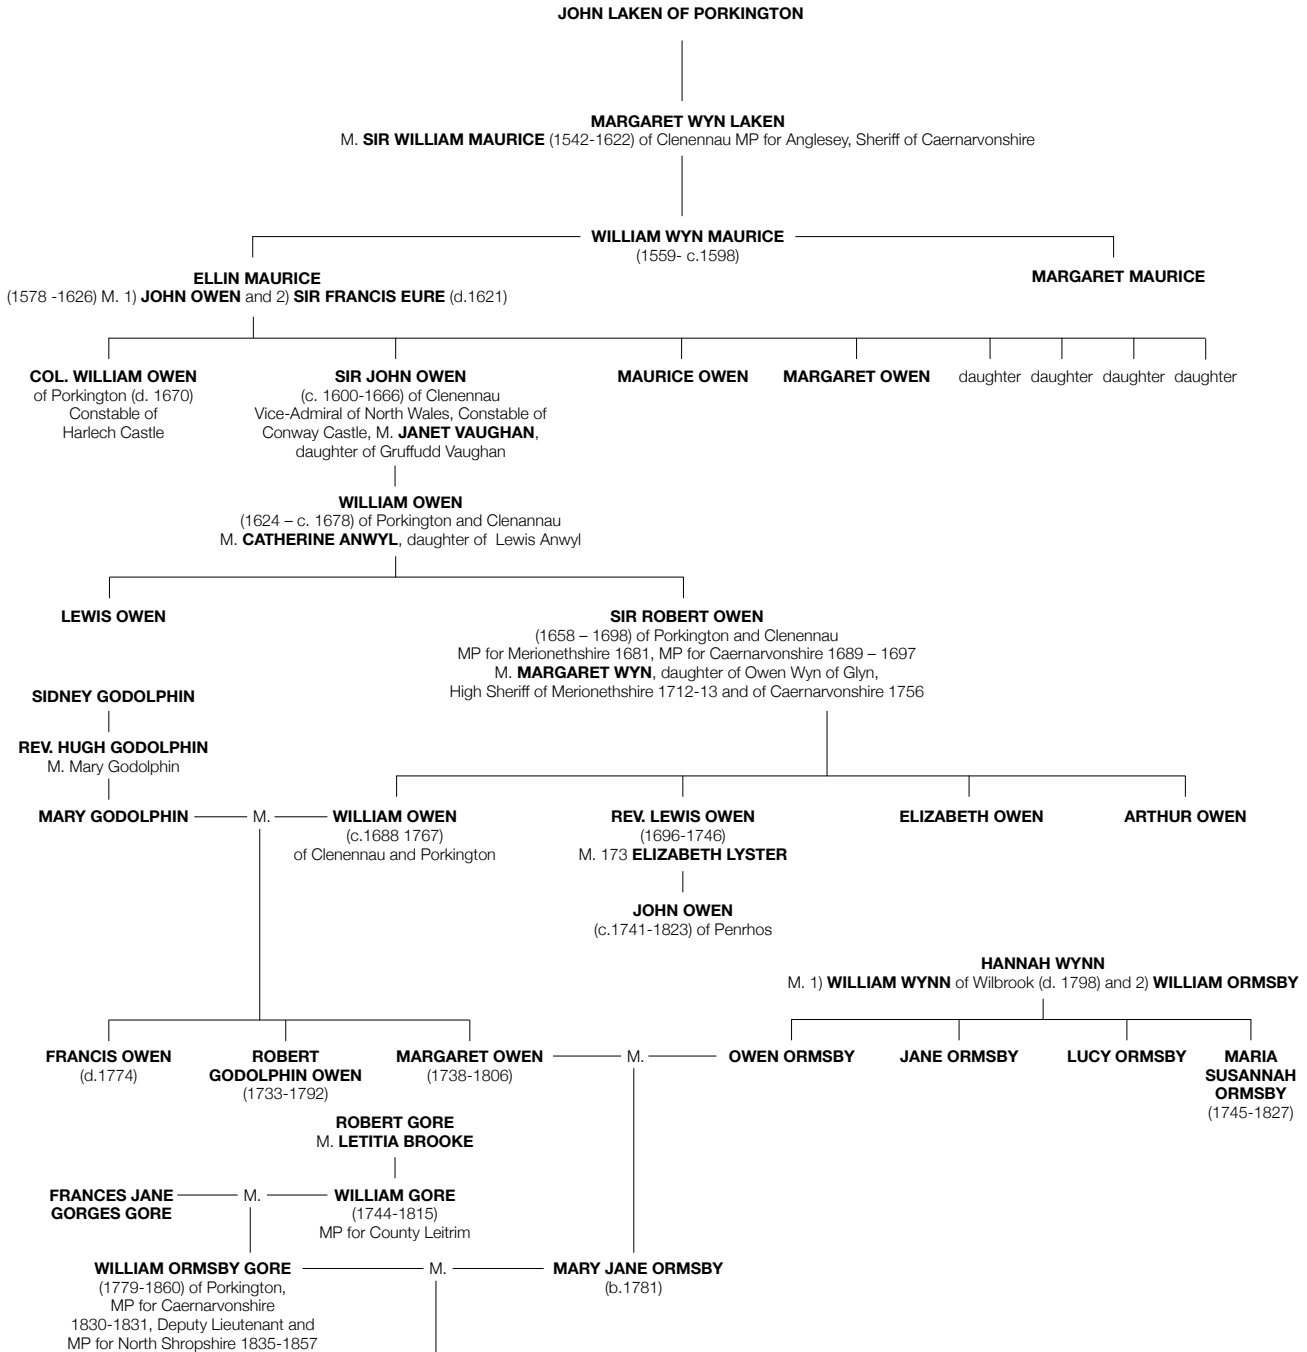 JOHN LAKEN OF PORKINGTON
MARGARET WYN LAKEN
M. SIR WILLIAM MAURICE (1542-1622) of Clenennau MP for Anglesey, Sheriff of Caernarvonshire
WILLIAM WYN MAURICE
(1559- c.1598)
ELLIN MAURICE
(1578 -1626) M. 1) JOHN OWEN and 2) SIR FRANCIS EURE (d.1621)
MARGARET MAURICE
COL. WILLIAM OWEN
of Porkington (d. 1670)
Constable of
Harlech Castle
SIR JOHN OWEN
(c. 1600-1666) of Clenennau
Vice-Admiral of North Wales, Constable of
Conway Castle, M. JANET VAUGHAN,
daughter of Gruffudd Vaughan
MAURICE OWEN
MARGARET OWEN
daughter daughter daughter daughter
WILLIAM OWEN
(1624 – c. 1678) of Porkington and Clenannau
M. CATHERINE ANWYL, daughter of Lewis Anwyl
LEWIS OWEN
SIR ROBERT OWEN
(1658 – 1698) of Porkington and Clenennau
MP for Merionethshire 1681, MP for Caernarvonshire 1689 – 1697
M. MARGARET WYN, daughter of Owen Wyn of Glyn,
High Sheriff of Merionethshire 1712-13 and of Caernarvonshire 1756
SIDNEY GODOLPHIN
REV. HUGH GODOLPHIN
M. Mary Godolphin
MARY GODOLPHIN
M.
WILLIAM OWEN
(c.1688 1767)
of Clenennau and Porkington
REV. LEWIS OWEN
(1696-1746)
M. 173 ELIZABETH LYSTER
ELIZABETH OWEN
ARTHUR OWEN
JOHN OWEN
(c.1741-1823) of Penrhos
HANNAH WYNN
M. 1) WILLIAM WYNN of Wilbrook (d. 1798) and 2) WILLIAM ORMSBY
FRANCIS OWEN
(d.1774)
ROBERT
GODOLPHIN OWEN
(1733-1792)
MARGARET OWEN
(1738-1806)
M.
OWEN ORMSBY
JANE ORMSBY
LUCY ORMSBY
MARIA
SUSANNAH
ORMSBY
(1745-1827)
ROBERT GORE
M. LETITIA BROOKE
FRANCES JANE
GORGES GORE
M.
WILLIAM GORE
(1744-1815)
MP for County Leitrim
WILLIAM ORMSBY GORE
(1779-1860) of Porkington,
MP for Caernarvonshire
1830-1831, Deputy Lieutenant and
MP for North Shropshire 1835-1857
M.
MARY JANE ORMSBY
(b.1781)